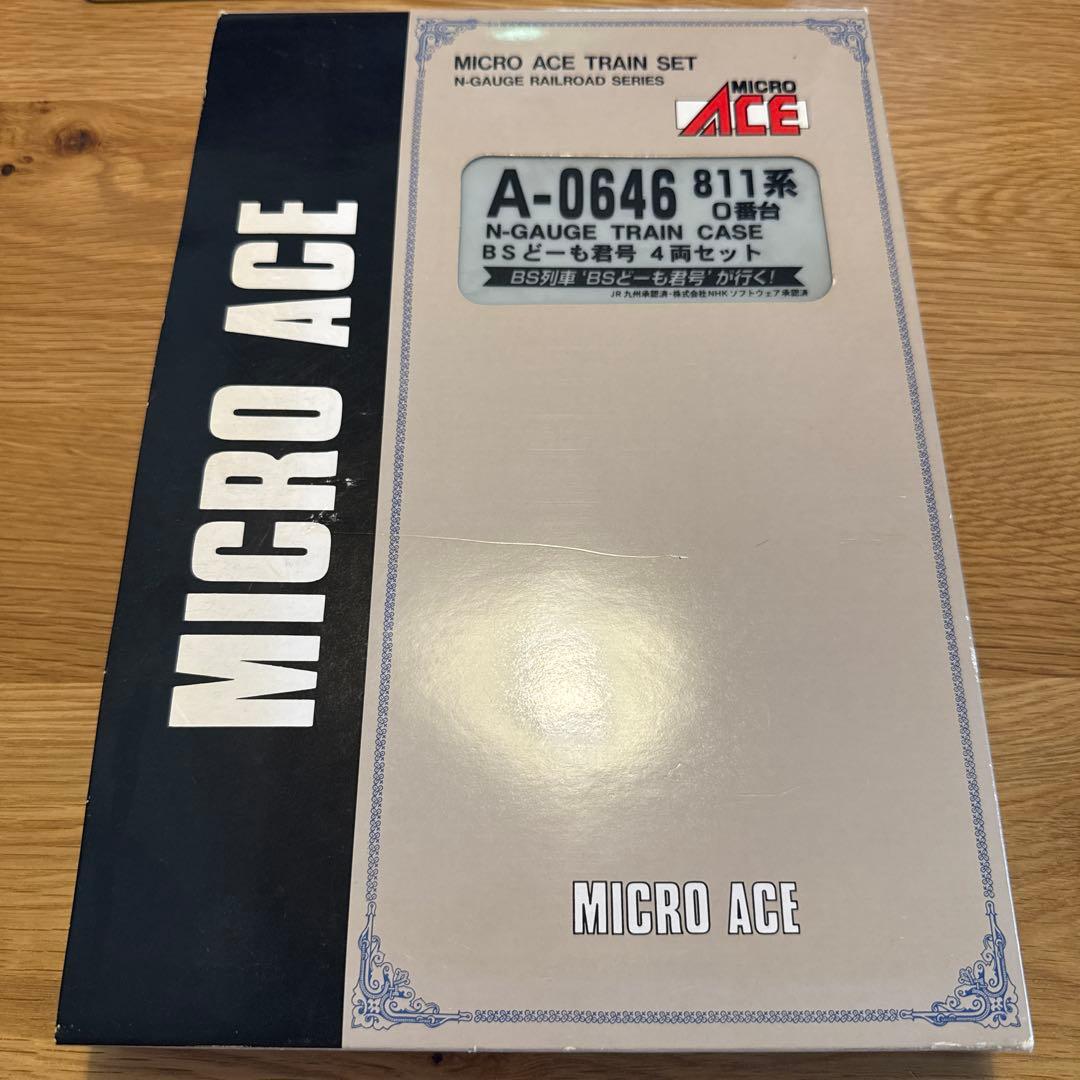 MICRO ACE TRAIN SET
N-GAUGE RAILROAD SERIES
MICRO
ACE
A-0646 811系
0番台
N-GAUGE TRAIN CASE
BSどーも君号 4両セット
BS列車 'BSどーも君号' が行く!
JR九州承認済・株式会社NHKソフトウェア承認済
MICRO ACE
MICRO ACE